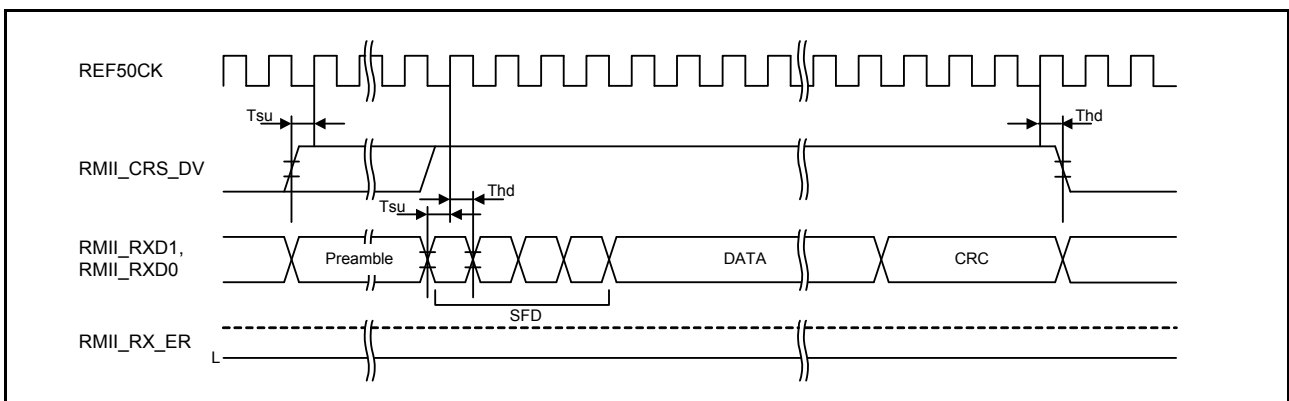 REF50CK
Tsu
Thd
RMII_CRS_DV
Thd
Tsu
RMII_RXD1,
RMII_RXD0
Preamble
DATA
CRC
SFD
RMII_RX_ER
L